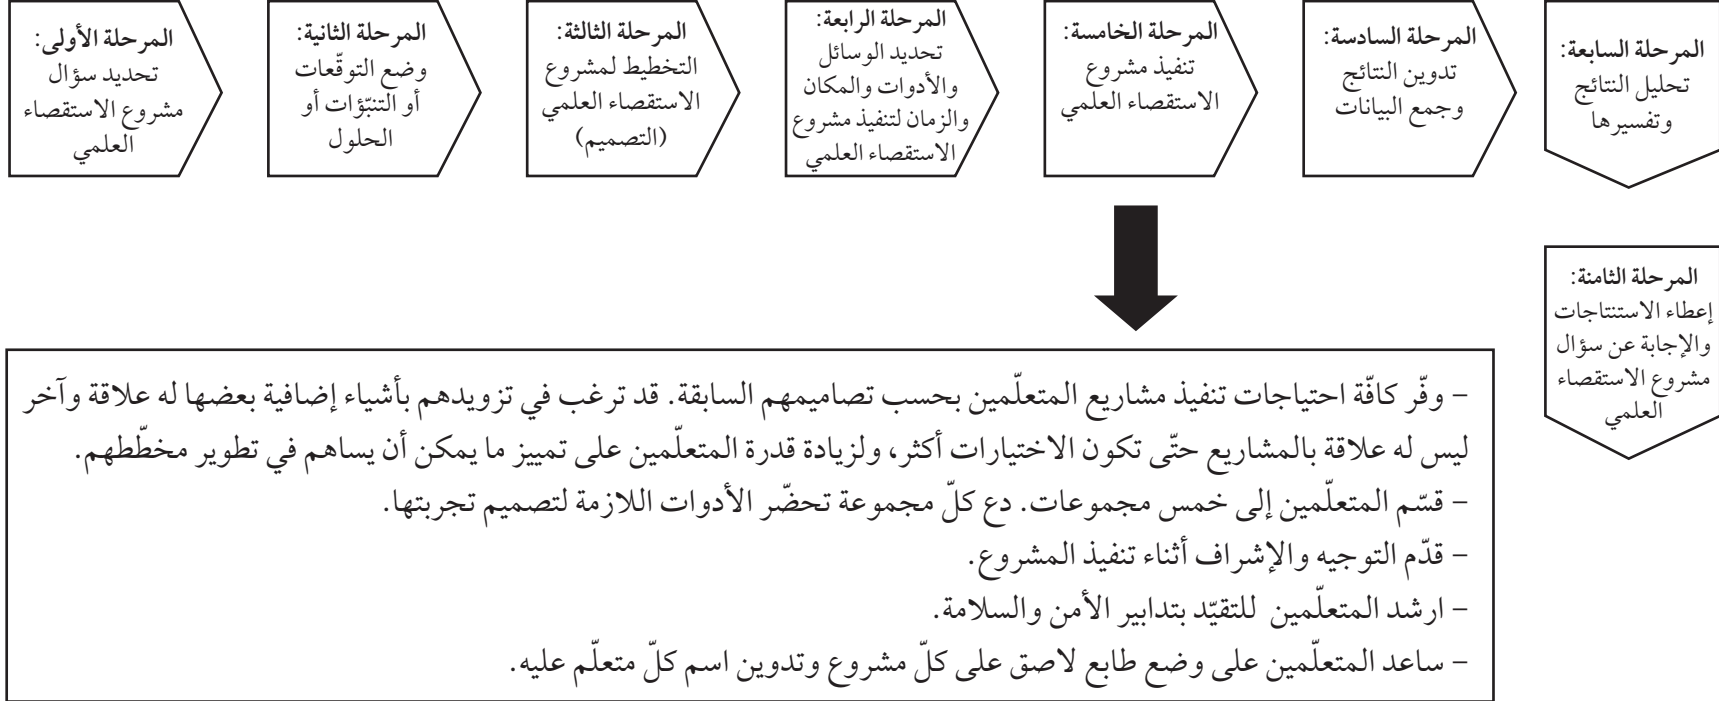 المرحلة الأولى:
تحديد سؤال
مشروع الاستقصاء
العلمي
المرحلة الثانية:
وضع التوقّعات
أو التنبّؤات أو
الحلول
المرحلة الثالثة:
التخطيط لمشروع
الاستقصاء العلمي
(التصميم)
المرحلة الرابعة:
تحديد الوسائل
والأدوات والمكان
والزمان لتنفيذ مشروع
الاستقصاء العلمي
المرحلة الخامسة:
تنفيذ مشروع
الاستقصاء العلمي
المرحلة السادسة:
تدوين النتائج
وجمع البيانات
المرحلة السابعة:
تحليل النتائج
وتفسيرها
المرحلة الثامنة:
إعطاء الاستنتاجات
والإجابة عن سؤال
مشروع الاستقصاء
العلمي
– وفّر كافّة احتياجات تنفيذ مشاريع المتعلّمين بحسب تصاميمهم السابقة. قد ترغب في تزويدهم بأشياء إضافية بعضها له علاقة وآخر
ليس له علاقة بالمشاريع حتّى تكون الاختيارات أكثر، ولزيادة قدرة المتعلّمين على تمييز ما يمكن أن يساهم في تطوير مخطّطهم.
– قسّم المتعلّمين إلى خمس مجموعات. دع كلّ مجموعة تحضّر الأدوات اللازمة لتصميم تجربتها.
– قدّم التوجيه والإشراف أثناء تنفيذ المشروع.
– ارشد المتعلّمين للتقيّد بتدابير الأمن والسلامة.
– ساعد المتعلّمين على وضع طابع لاصق على كلّ مشروع وتدوين اسم كلّ متعلّم عليه.